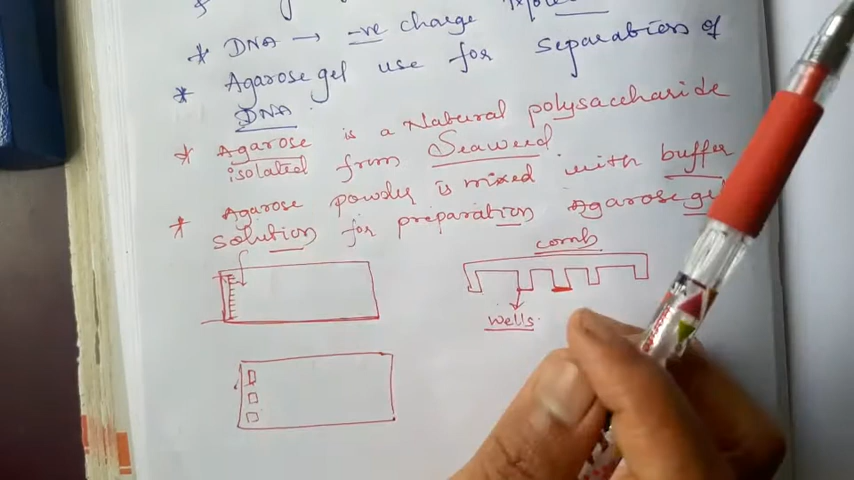 * DNA → -ve charge
* Agarose gel use for separation of
DNA
* Agarose is a Natural polysaccharide
isolated from Seaweed
* Agarose powder is mixed with buffer
solution for preparation Agarose gel
comb
wells